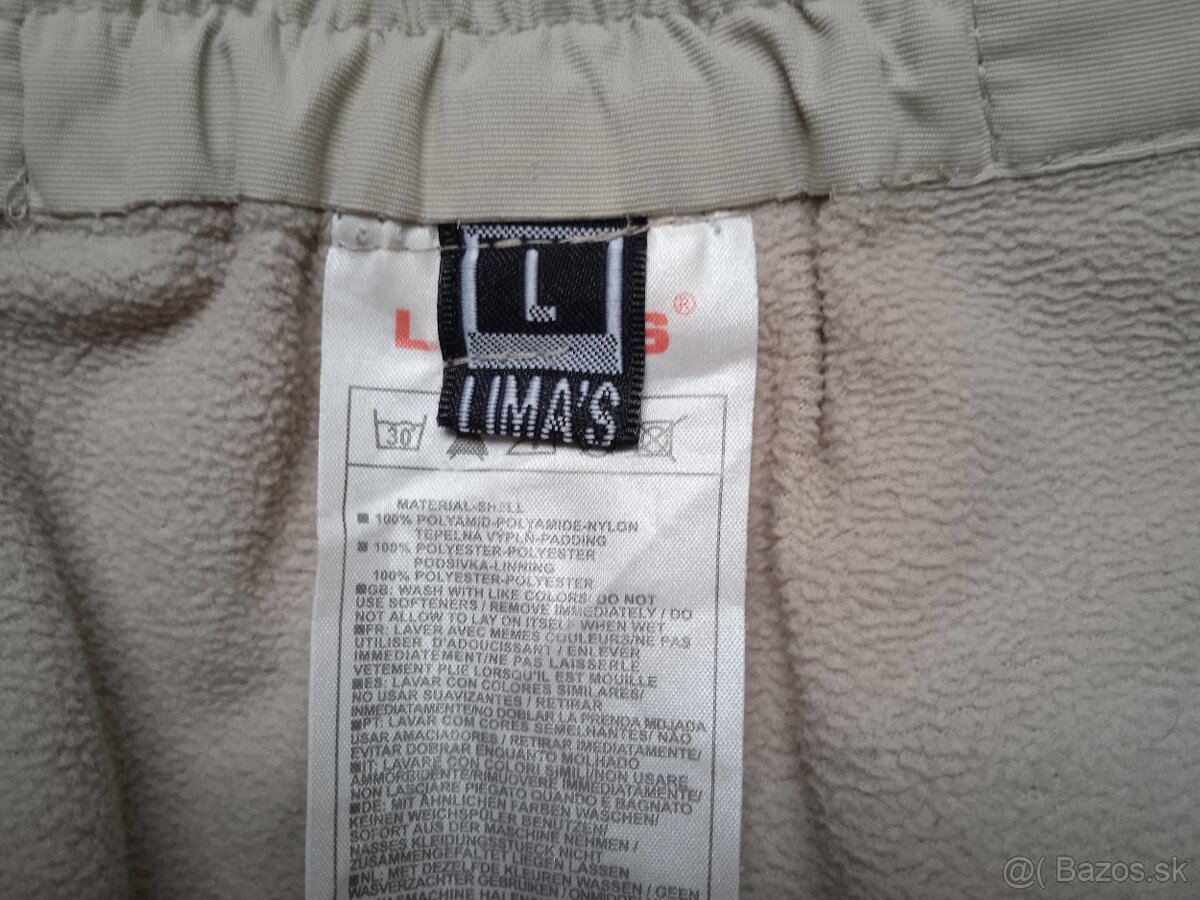 L
LIMA'S
L S®
30
MATERIAL-SHELL
100% POLYAMID-POLYAMIDE-NYLON
TEPELNA VÝPLŇ-PADDING
100% POLYESTER-POLYESTER
PODSIVKA-LINNING
100% POLYESTER-POLYESTER
GB: WASH WITH LIKE COLORS/ DO NOT
USE SOFTENERS / REMOVE IMMEDIATELY / DO
NOT ALLOW TO LAY ON ITSELF WHEN WET
FR: LAVER AVEC MEMES COULEURS/NE PAS
UTILISER D'ADOUCISSANT / ENLEVER
IMMEDIATEMENT/NE PAS LAISSERLE
VETEMENT PLIE LORSQU'IL EST MOUILLE
ES: LAVAR CON COLORES SIMILARES/
NO USAR SUAVIZANTES / RETIRAR
INMEDIATAMENTE/NO DOBLAR LA PRENDA MOJADA
PT: LAVAR COM CORES SEMELHANTES/ NÃO
USAR AMACIADORES / RETIRAR IMEDIATAMENTE/
EVITAR DOBRAR ENQUANTO MOLHADO
IT: LAVARE CON COLORI SIMILI/NON USARE
AMMORBIDENTE/RIMUOVERE IMMEDIATAMENTE/
NON LASCIARE PIEGATO QUANDO E BAGNATO
DE: MIT ÄHNLICHEN FARBEN WASCHEN/
KEINEN WEICHSPÜLER BENUTZEN/
SOFORT AUS DER MASCHINE NEHMEN /
NASSES KLEIDUNGSSTUECK NICHT
ZUSAMMENGEFALTET LIEGEN LASSEN
NL: MET DEZELFDE KLEUREN WASSEN / GEEN
WASVERZACHTER GEBRUIKEN / ONMIDDELL
@( Bazos.sk